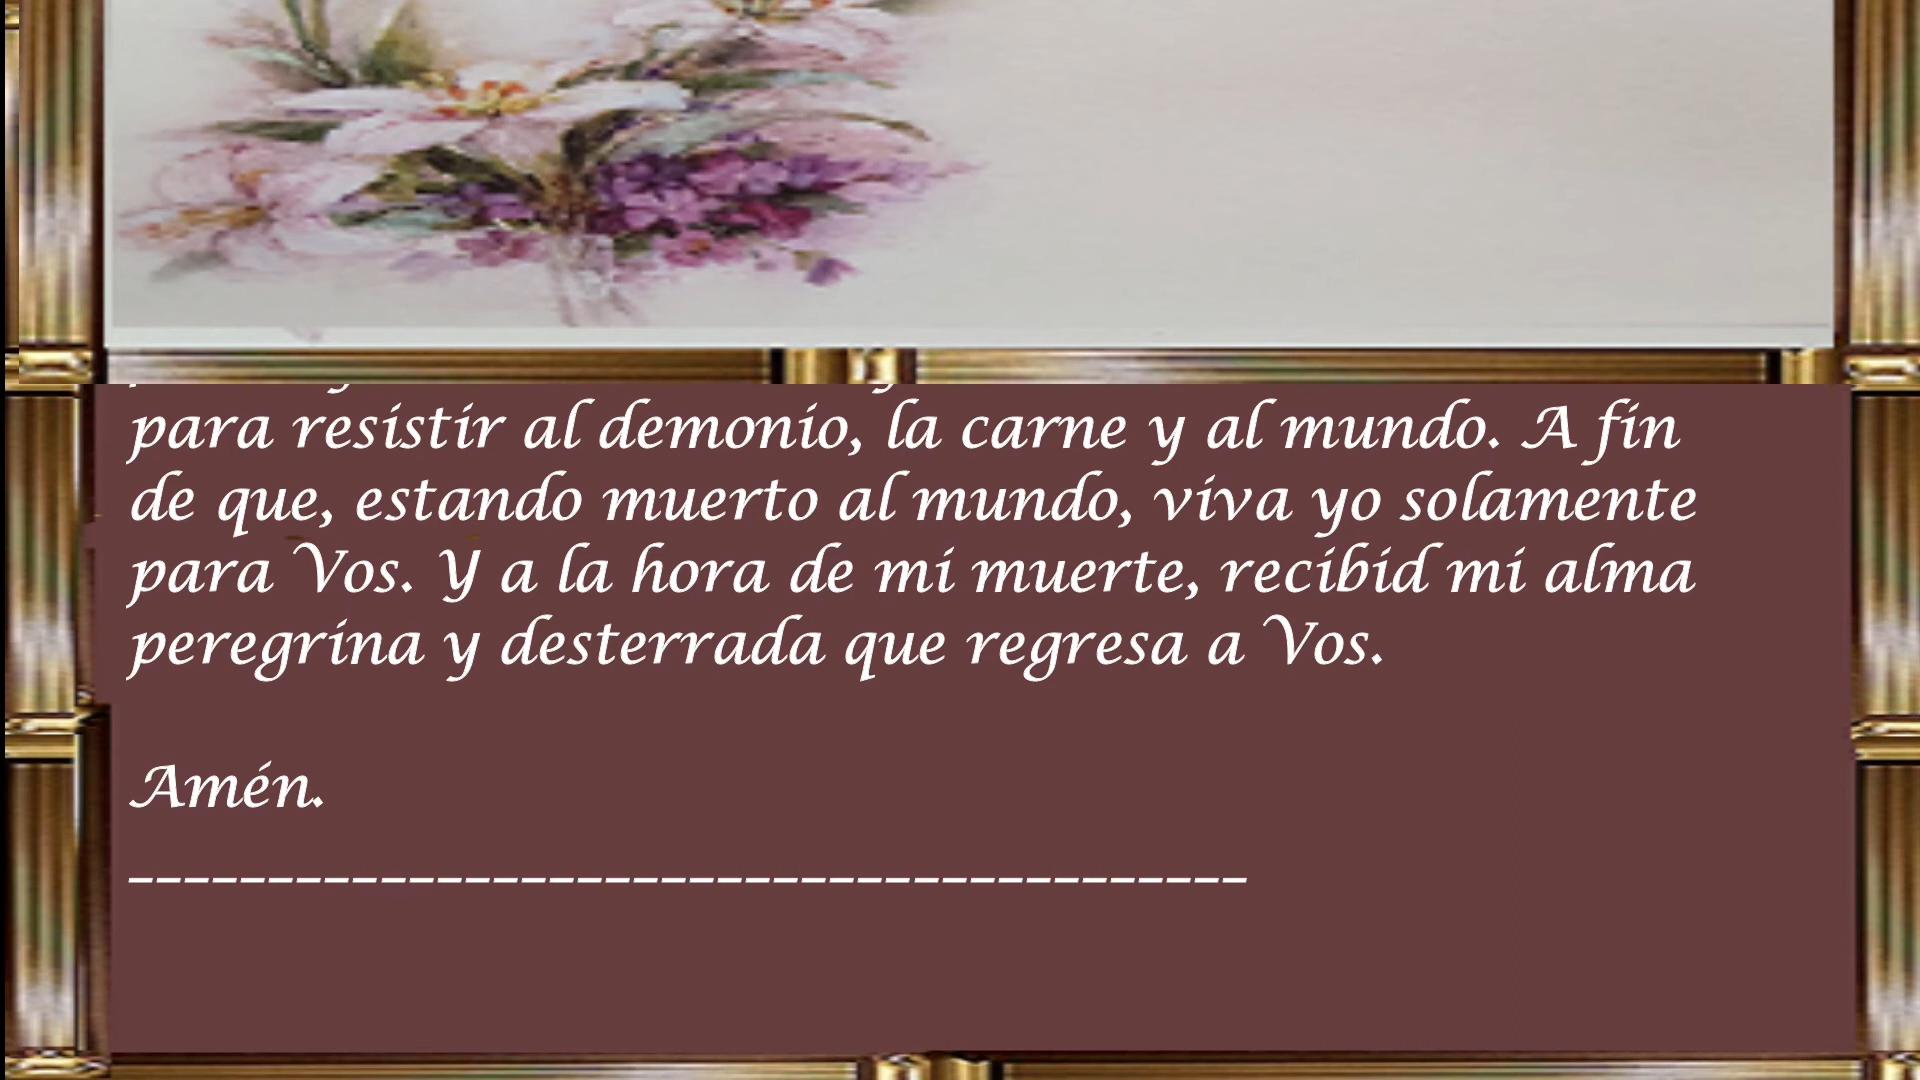 para resistir al demonio, la carne y al mundo. A fin
de que, estando muerto al mundo, viva yo solamente
para Vos. Y a la hora de mi muerte, recibid mi alma
peregrina y desterrada que regresa a Vos.
Amén.
________________________________________